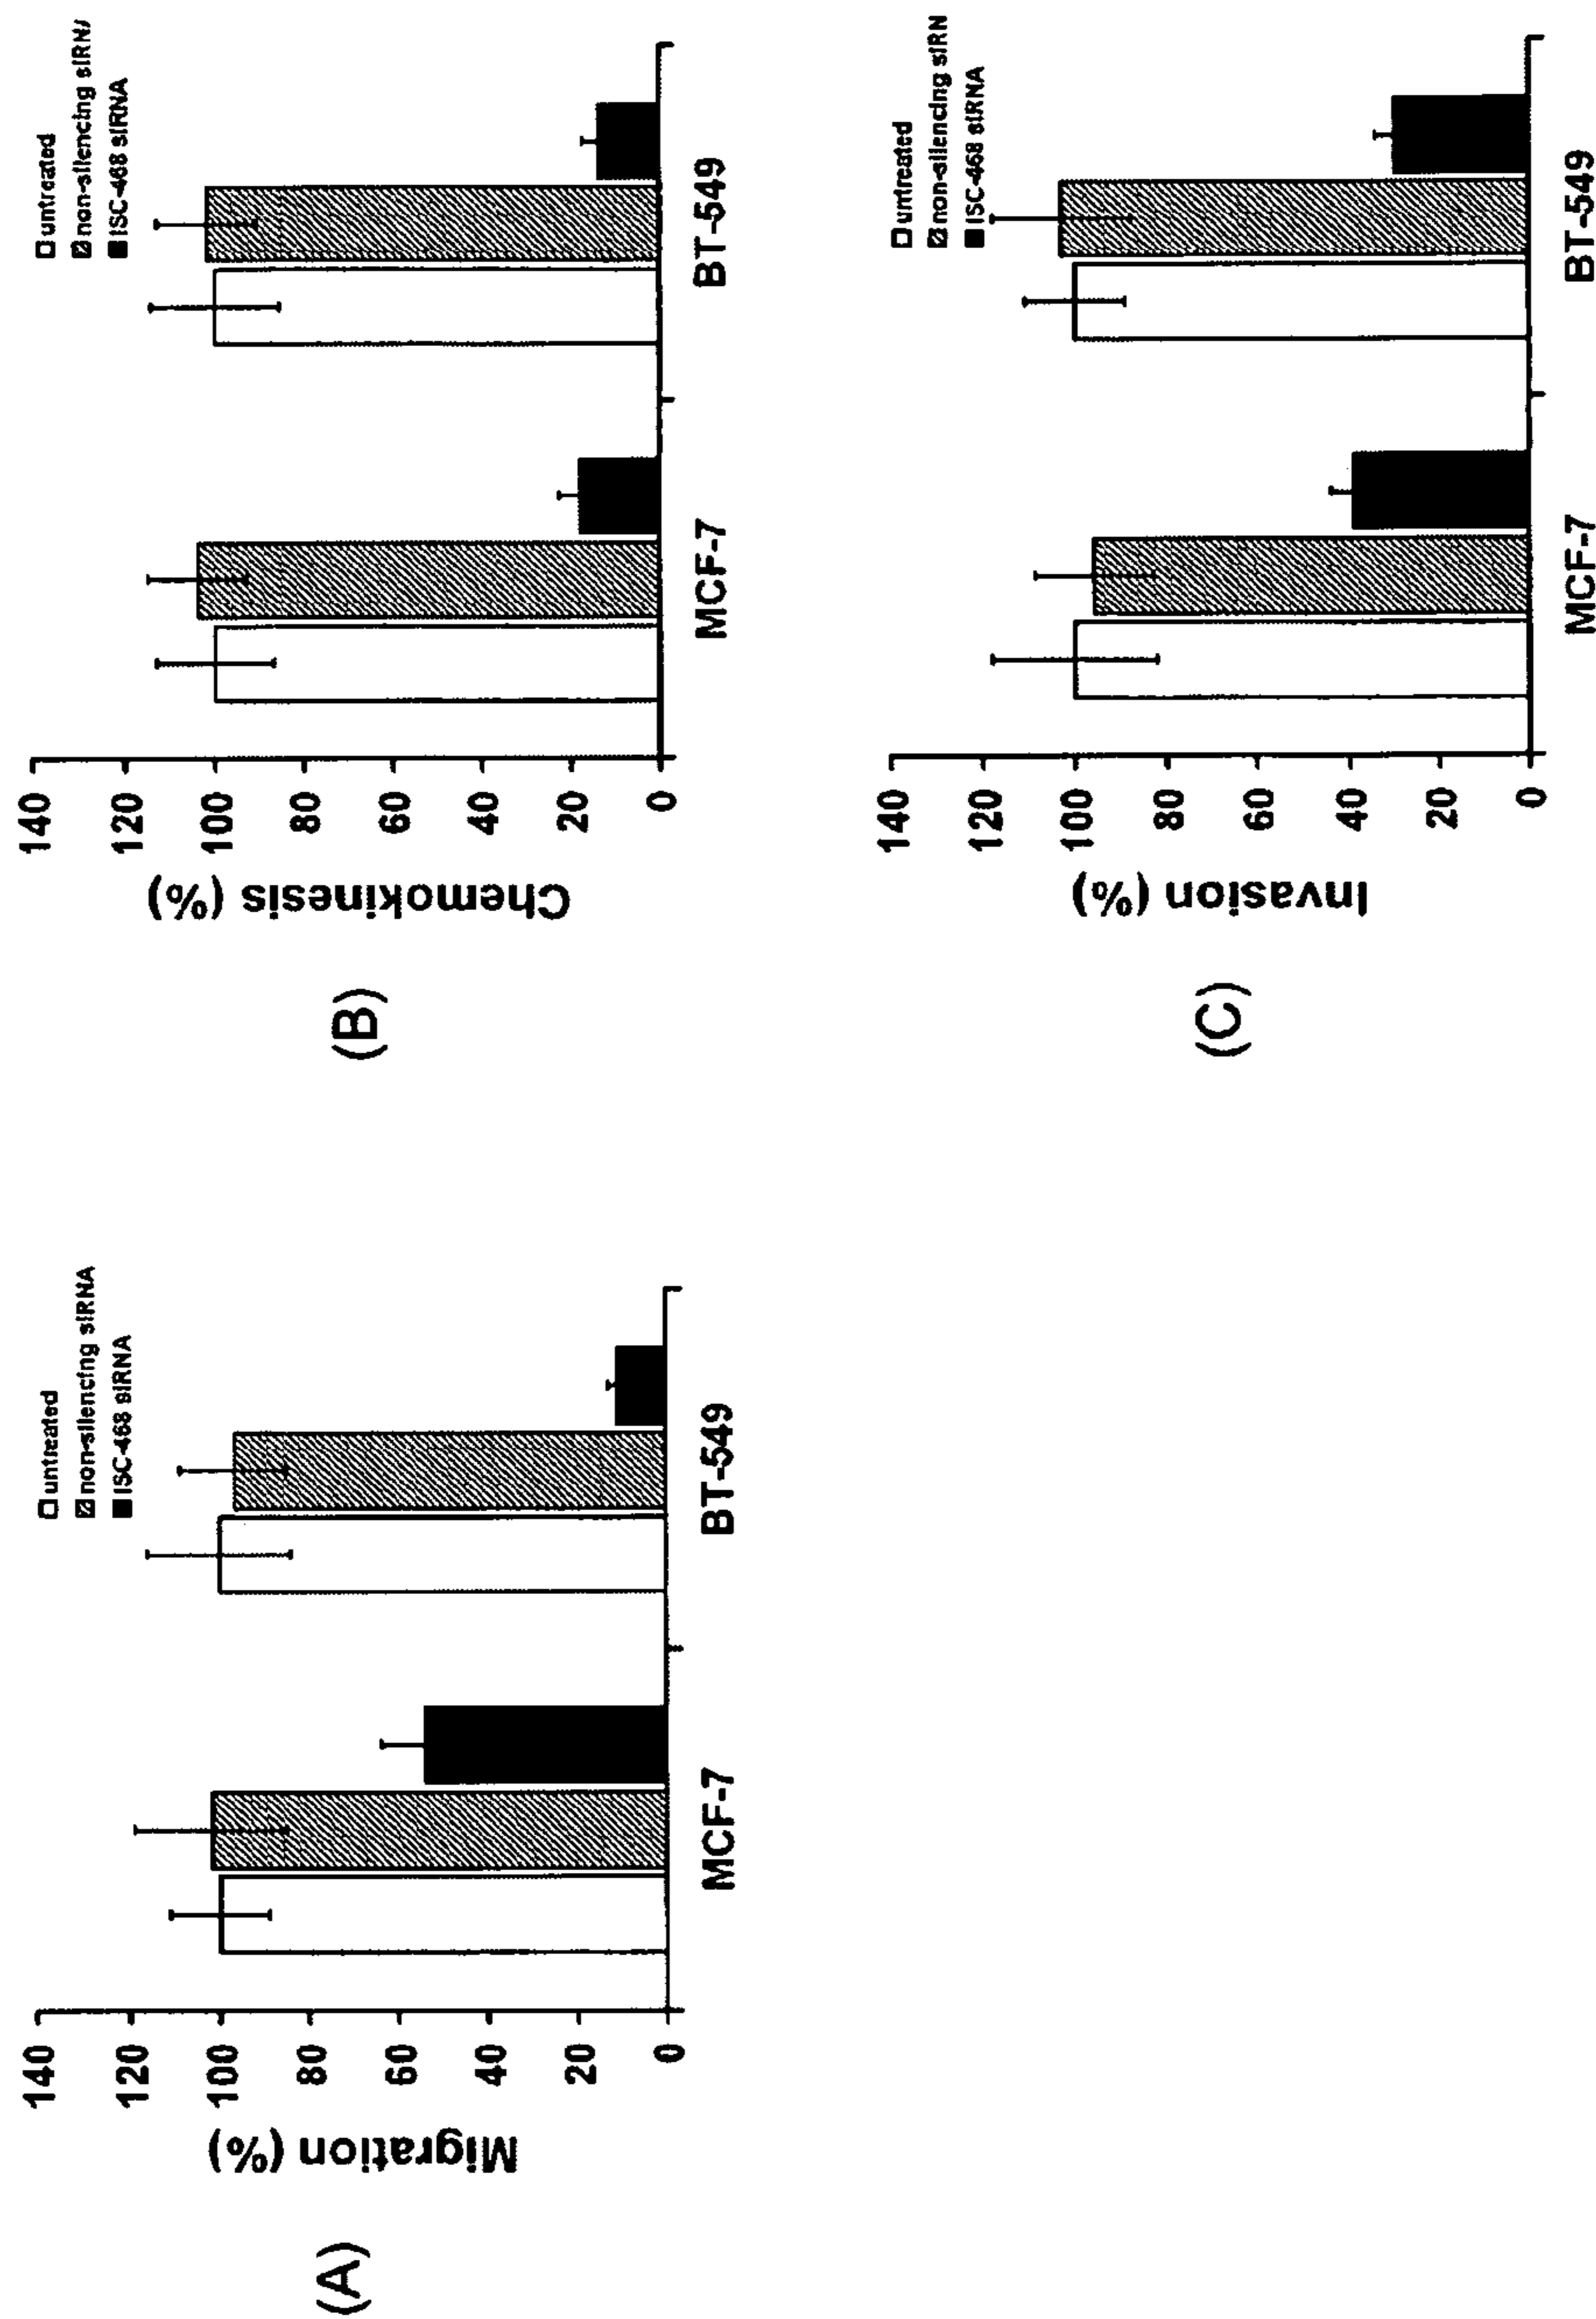 (A)
Migration (%)
140
120
100
80
60
40
20
0
untreated
non-silencing siRNA
ISC-468 siRNA
MCF-7
BT-549
(B)
Chemokinesis (%)
140
120
100
80
60
40
20
0
untreated
non-silencing siRN/
ISC-468 siRNA
MCF-7
BT-549
(C)
Invasion (%)
140
120
100
80
60
40
20
0
untreated
non-silencing siRN
ISC-468 siRNA
MCF-7
BT-549